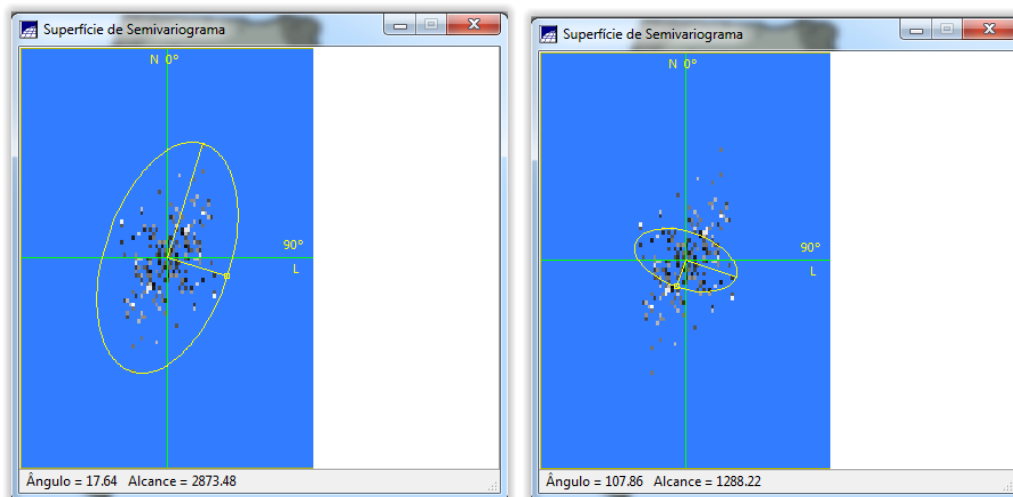 Superfície de Semivariograma
N 0°
90°
L
Ângulo = 17.64 Alcance = 2873.48
Superfície de Semivariograma
N 0°
90°
L
Ângulo = 107.86 Alcance = 1288.22